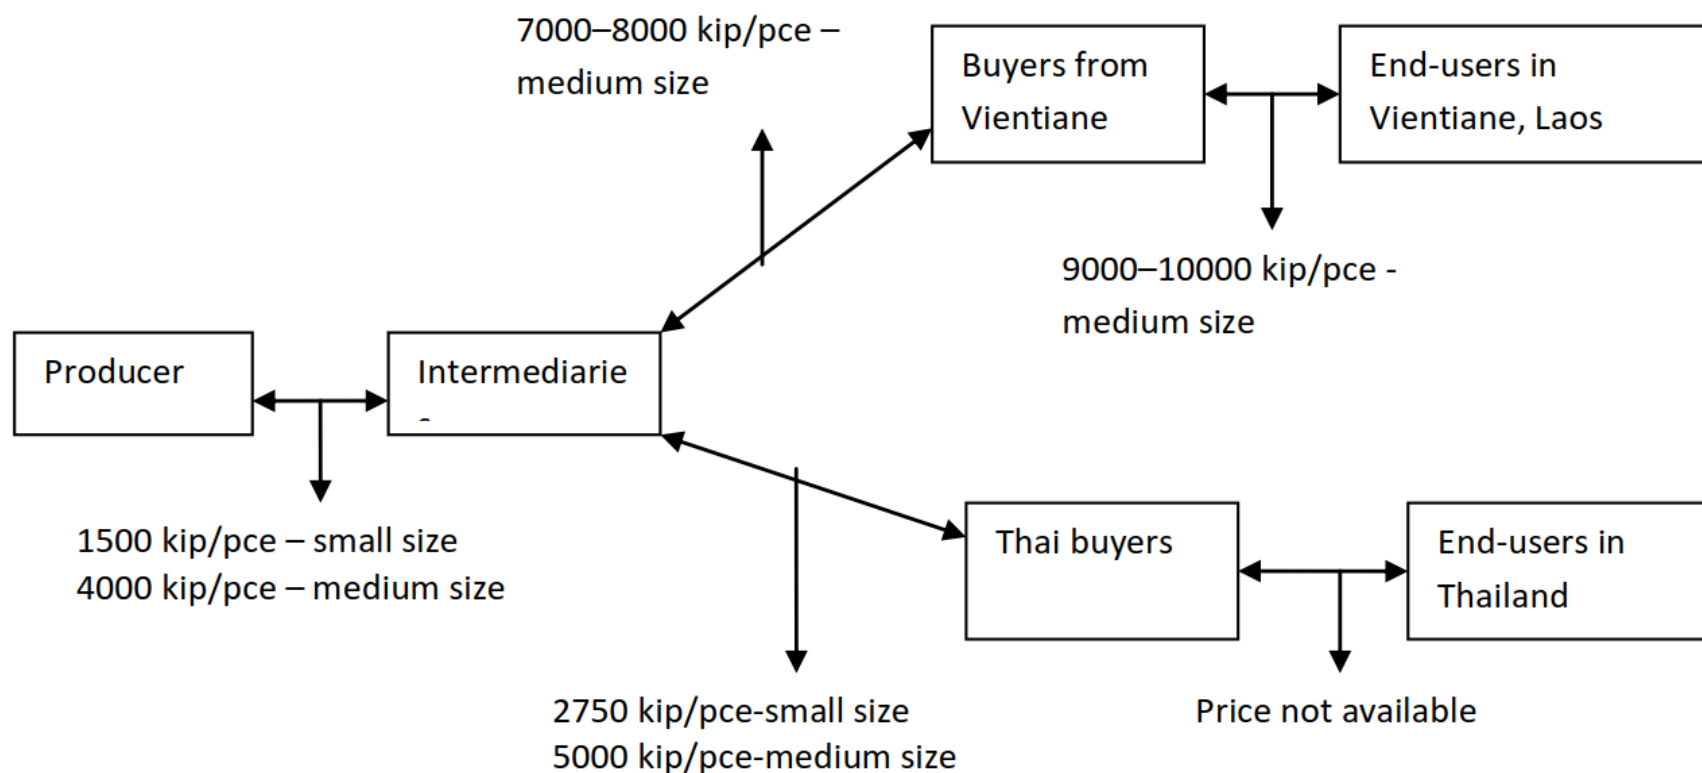 7000–8000 kip/pce –
medium size
Buyers from
Vientiane
End-users in
Vientiane, Laos
9000–10000 kip/pce -
medium size
Producer
Intermediarie
1500 kip/pce – small size
4000 kip/pce – medium size
Thai buyers
End-users in
Thailand
2750 kip/pce-small size
5000 kip/pce-medium size
Price not available